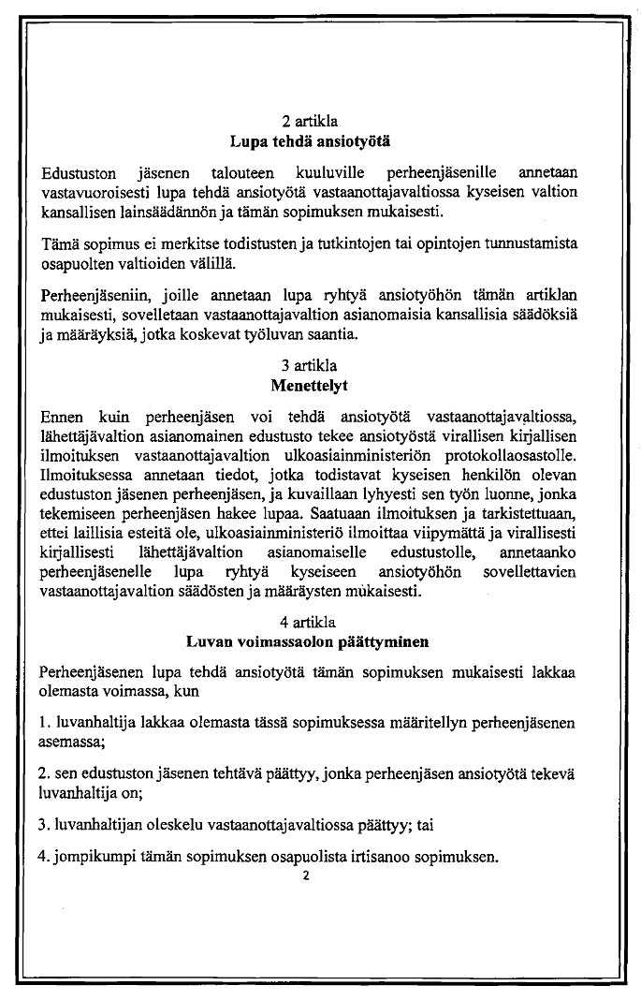 2 artikla
Lupa tehdä ansiotyötä
Edustuston jäsenen talouteen kuuluville perheenjäsenille annetaan
vastavuoroisesti lupa tehdä ansiotyötä vastaanottajavaltiossa kyseisen valtion
kansallisen lainsäädännön ja tämän sopimuksen mukaisesti.
Tämä sopimus ei merkitse todistusten ja tutkintojen tai opintojen tunnustamista
osapuolten valtioiden välillä.
Perheenjäseniin, joille annetaan lupa ryhtyä ansiotyöhön tämän artiklan
mukaisesti, sovelletaan vastaanottajavaltion asianomaisia kansallisia säädöksiä
ja määräyksiä, jotka koskevat työluvan saantia.
3 artikla
Menettelyt
Ennen kuin perheenjäsen voi tehdä ansiotyötä vastaanottajavaltiossa,
lähettäjävaltion asianomainen edustusto tekee ansiotyöstä virallisen kirjallisen
ilmoituksen vastaanottajavaltion ulkoasiainministeriön protokollaosastolle.
Ilmoituksessa annetaan tiedot, jotka todistavat kyseisen henkilön olevan
edustuston jäsenen perheenjäsen, ja kuvaillaan lyhyesti sen työn luonne, jonka
tekemiseen perheenjäsen hakee lupaa. Saatuaan ilmoituksen ja tarkistettuaan,
ettei laillisia esteitä ole, ulkoasiainministeriö ilmoittaa viipymättä ja virallisesti
kirjallisesti lähettäjävaltion asianomaiselle edustustolle, annetaanko
perheenjäsenelle lupa ryhtyä kyseiseen ansiotyöhön sovellettavien
vastaanottajavaltion säädösten ja määräysten mukaisesti.
4 artikla
Luvan voimassaolon päättyminen
Perheenjäsenen lupa tehdä ansiotyötä tämän sopimuksen mukaisesti lakkaa
olemasta voimassa, kun
1. luvanhaltija lakkaa olemasta tässä sopimuksessa määritellyn perheenjäsenen
asemassa;
2. sen edustuston jäsenen tehtävä päättyy, jonka perheenjäsen ansiotyötä tekevä
luvanhaltija on;
3. luvanhaltijan oleskelu vastaanottajavaltiossa päättyy; tai
4. jompikumpi tämän sopimuksen osapuolista irtisanoo sopimuksen.
2